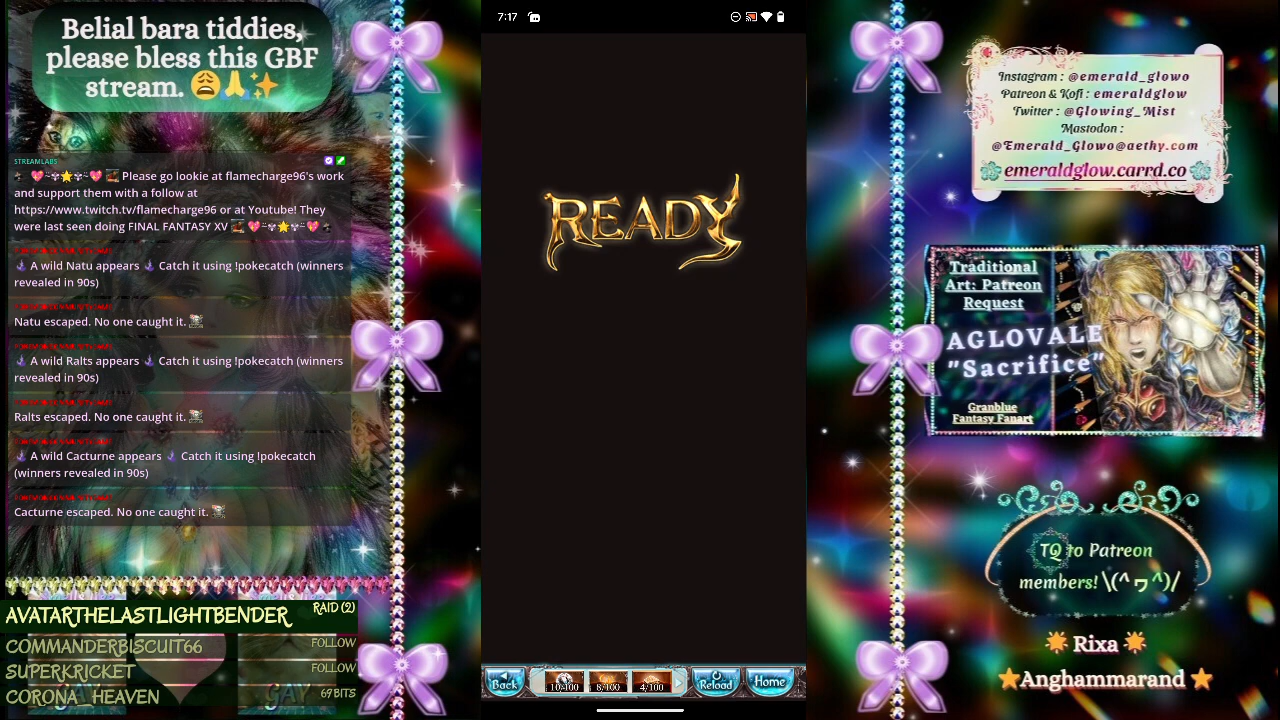 Belial bara tiddies,
please bless this GBF
stream. 😩🙏✨
STREAMLABS
Please go lookie at flamecharge96's work
and support them with a follow at
https://www.twitch.tv/flamecharge96 or at Youtube! They
were last seen doing FINAL FANTASY XV
A wild Natu appears Catch it using !pokecatch (winners
revealed in 90s)
Natu escaped. No one caught it.
A wild Ralts appears Catch it using !pokecatch (winners
revealed in 90s)
Ralts escaped. No one caught it.
A wild Cacturne appears Catch it using !pokecatch
(winners revealed in 90s)
Cacturne escaped. No one caught it.
AVATARTHELASTLIGHTBENDER RAID (2)
COMMANDERBISCUIT66 FOLLOW
SUPERKRICKET FOLLOW
CORONA_HEAVEN 69 BITS
7:17
READY
Back
10/100
8/100
4/100
Reload
Home
Instagram : @emerald_glowo
Patreon & Kofi : emeraldglow
Twitter : @Glowing_Mist
Mastodon :
@Emerald_Glowo@aethy.com
emeraldglow.carrd.co
Traditional
Art: Patreon
Request
AGLOVALE
"Sacrifice"
Granblue
Fantasy Fanart
TQ to Patreon
members! \(^ヮ^)/
Rixa
Anghammarand